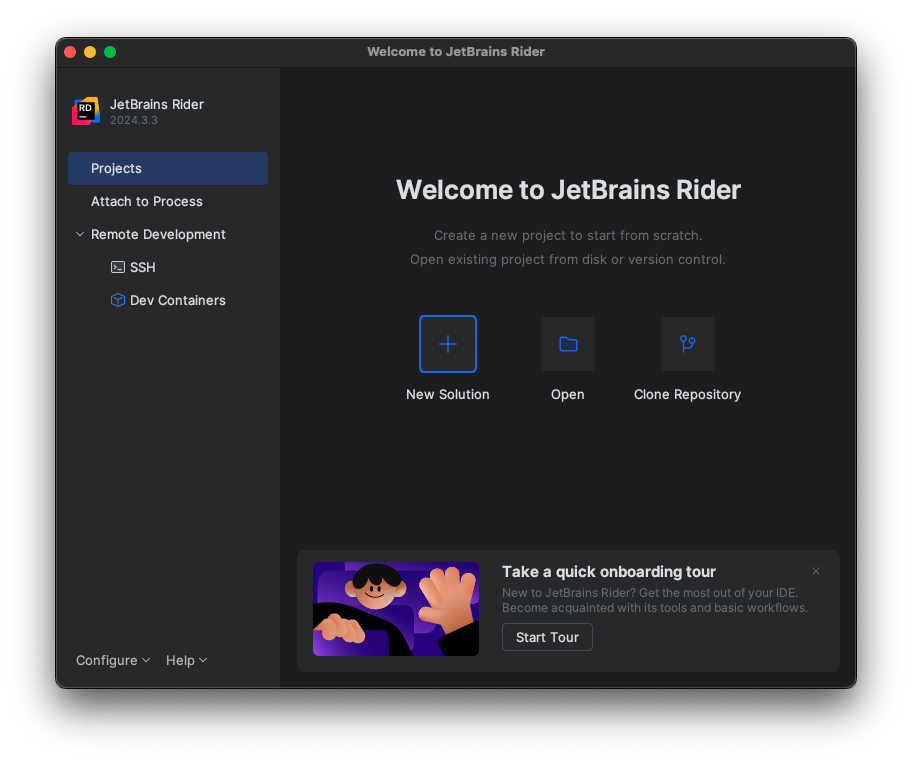 Welcome to JetBrains Rider
RD
JetBrains Rider
2024.3.3
Projects
Attach to Process
Remote Development
SSH
Dev Containers
Welcome to JetBrains Rider
Create a new project to start from scratch.
Open existing project from disk or version control.
New Solution
Open
Clone Repository
Take a quick onboarding tour
New to JetBrains Rider? Get the most out of your IDE.
Become acquainted with its tools and basic workflows.
Start Tour
Configure
Help